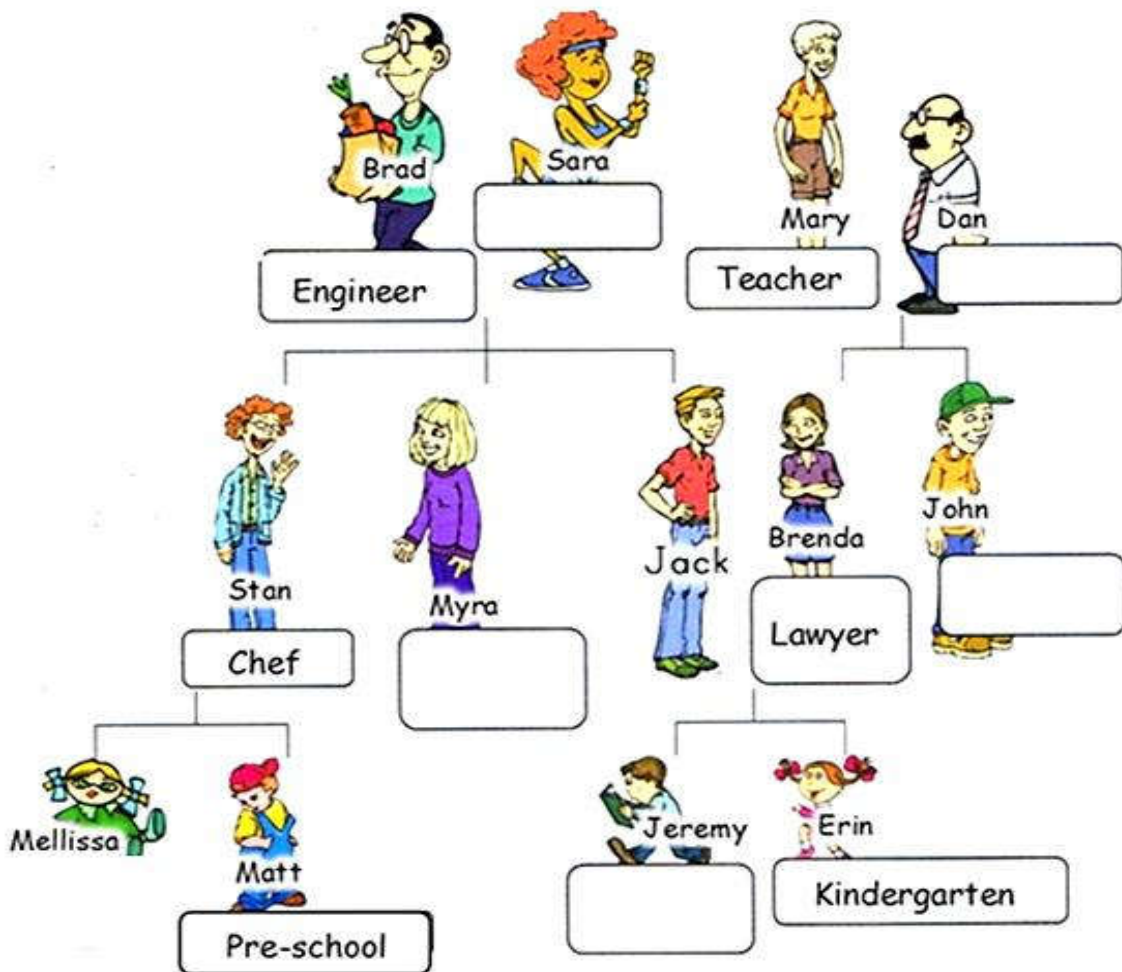 Brad
Sara
Mary
Dan
Engineer
Teacher
Stan
Myra
Jack
Brenda
John
Chef
Lawyer
Mellissa
Matt
Jeremy
Erin
Pre-school
Kindergarten